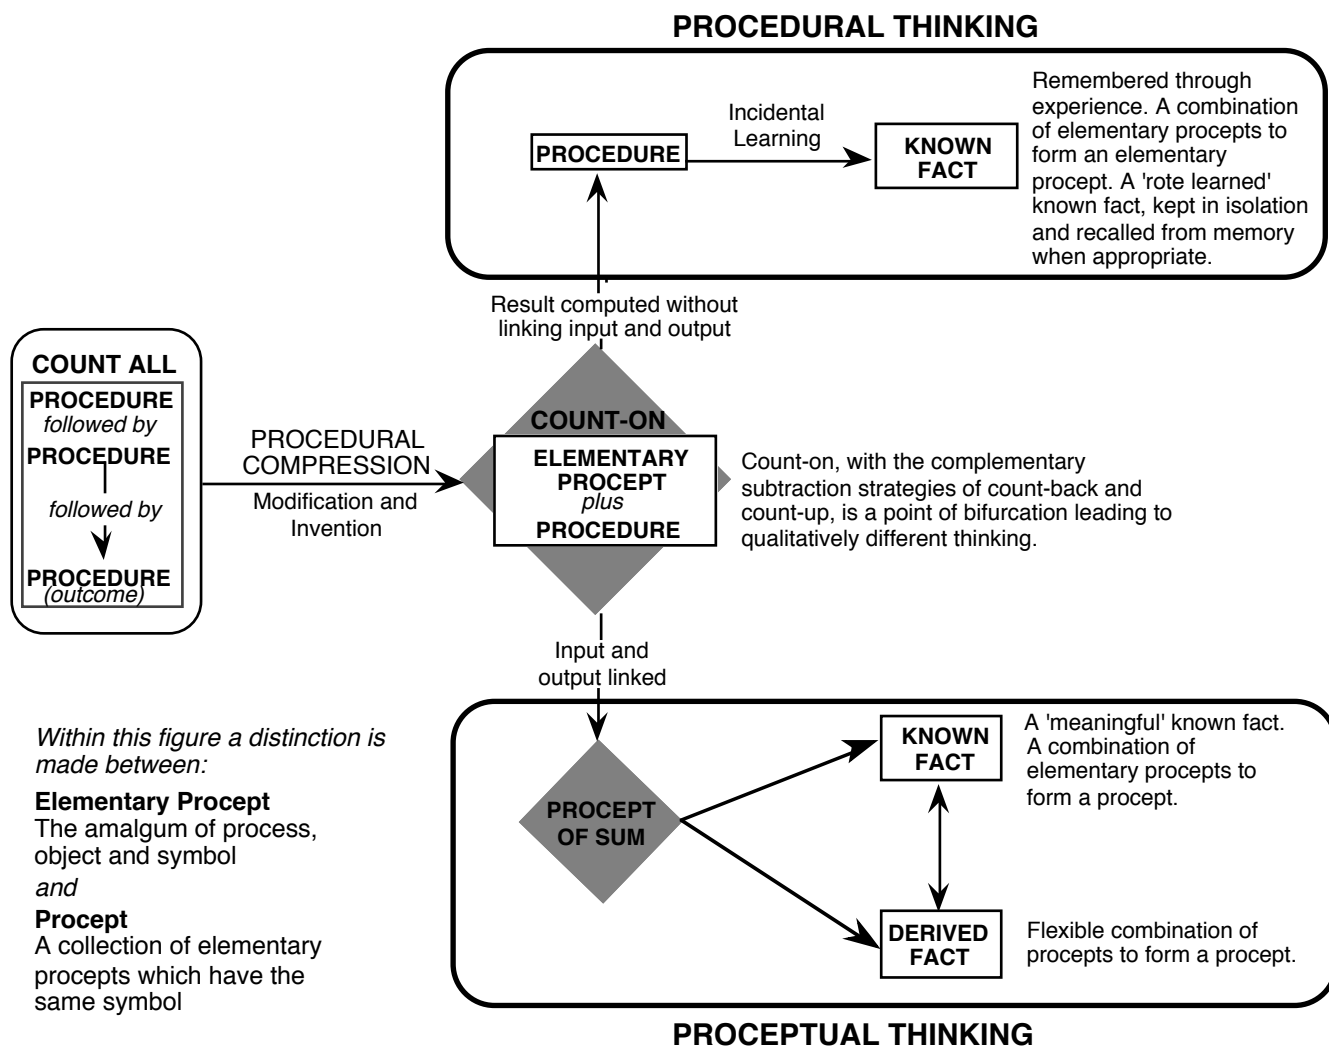 PROCEDURAL THINKING
PROCEDURE
Incidental
Learning
KNOWN
FACT
Remembered through
experience. A combination
of elementary procepts to
form an elementary
procept. A 'rote learned'
known fact, kept in isolation
and recalled from memory
when appropriate.
Result computed without
linking input and output
COUNT ALL
PROCEDURE
followed by
PROCEDURE
followed by
PROCEDURE
(outcome)
PROCEDURAL
COMPRESSION
Modification and
Invention
COUNT-ON
ELEMENTARY
PROCEPT
plus
PROCEDURE
Count-on, with the complementary
subtraction strategies of count-back and
count-up, is a point of bifurcation leading to
qualitatively different thinking.
Input and
output linked
Within this figure a distinction is
made between:
Elementary Procept
The amalgum of process,
object and symbol
and
Procept
A collection of elementary
procepts which have the
same symbol
PROCEPT
OF SUM
KNOWN
FACT
A 'meaningful' known fact.
A combination of
elementary procepts to
form a procept.
DERIVED
FACT
Flexible combination of
procepts to form a procept.
PROCEPTUAL THINKING